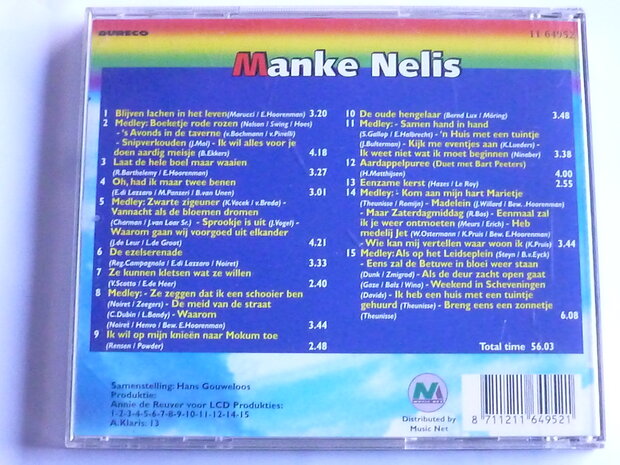 DURECO
11 64952
Manke Nelis
1 Blijven lachen in het leven(Marucci / E.Hoorenman) 3.20
2 Medley: Boeketje rode rozen (Nelson / Swing / Hoes)
- 's Avonds in de taverne (v.Bochmann / v.Pinelli)
- Snipverkouden (J.Mol) - Ik wil alles voor je
doen aardig meisje (B.Ekkers) 4.18
3 Laat de hele boel maar waaien
(R.Barthelemy / E.Hoorenman) 3.27
4 Oh, had ik maar twee benen
(E.di Lazzaro / M.Panzeri / B.van Vloen) 3.01
5 Medley: Zwarte zigeuner (K.Vacek / v.Breda) -
Vannacht als de bloemen dromen
(Charman / J.van Laar Sr.) - Sprookje is uit (J.Vogel) -
Waarom gaan wij voorgoed uit elkander
(J.de Leur / L.de Groot) 4.21
6 De ezelserenade
(Reg.Campagnola / E.di Lazzaro / Noiret) 3.33
7 Ze kunnen kletsen wat ze willen
(V.Scotto / E.de Heer) 2.40
8 Medley: - Ze zeggen dat ik een schooier ben
(Noiret / Zeegers) - De meid van de straat
(C.Dubin / L.Bendy) - Waarom
(Noiret / Henvo / Bew. E.Hoorenman) 3.44
9 Ik wil op mijn knieën naar Mokum toe
(Rensen / Powder) 2.48
10 De oude hengelaar (Bernd Lux / Möring) 3.48
11 Medley: - Samen hand in hand
(S.Gallop / E.Halbrecht) - 'n Huis met een tuintje
(J.Bulterman) - Kijk me eventjes aan (K.Lueders) -
Ik weet niet wat ik moet beginnen (Nineber) 3.38
12 Aardappelpuree (Duet met Bart Peeters)
(H.Matthijsen) 4.00
13 Eenzame kerst (Hazes / Le Roy) 2.55
14 Medley: - Kom aan mijn hart Marietje
(Theunisse / Remijn) - Madelein (J.Willard / Bew..Hoorenman)
- Maar Zaterdagmiddag (R.Bos) - Eenmaal zal
ik je weer ontmoeten (Meurs / Erich) - Heb
medelij Jet (W.Ostermann / K.Pruis / Bew. E.Hoorenman)
- Wie kan mij vertellen waar woon ik (K.Pruis) 3.44
15 Medley: Als op het Leidseplein (Steyn / B.v.Eyck)
- Eens zal de Betuwe in bloei weer staan
(Dunk / Zmigrod) - Als de deur zacht open gaat
(Gaze / Balz / Wino) - Weekend in Scheveningen
(Davids) - Ik heb een huis met een tuintje
gehuurd (Theunisse) - Breng eens een zonnetje
(Theunisse) 6.08
Total time 56.03
Samenstelling: Hans Gouweloos
Produktie:
Annie de Reuver voor LCD Produkties:
1-2-3-4-5-6-7-8-9-10-11-12-14-15
A.Klaris: 13
MUSIC NET
Distributed by
Music Net
8 711211 649521